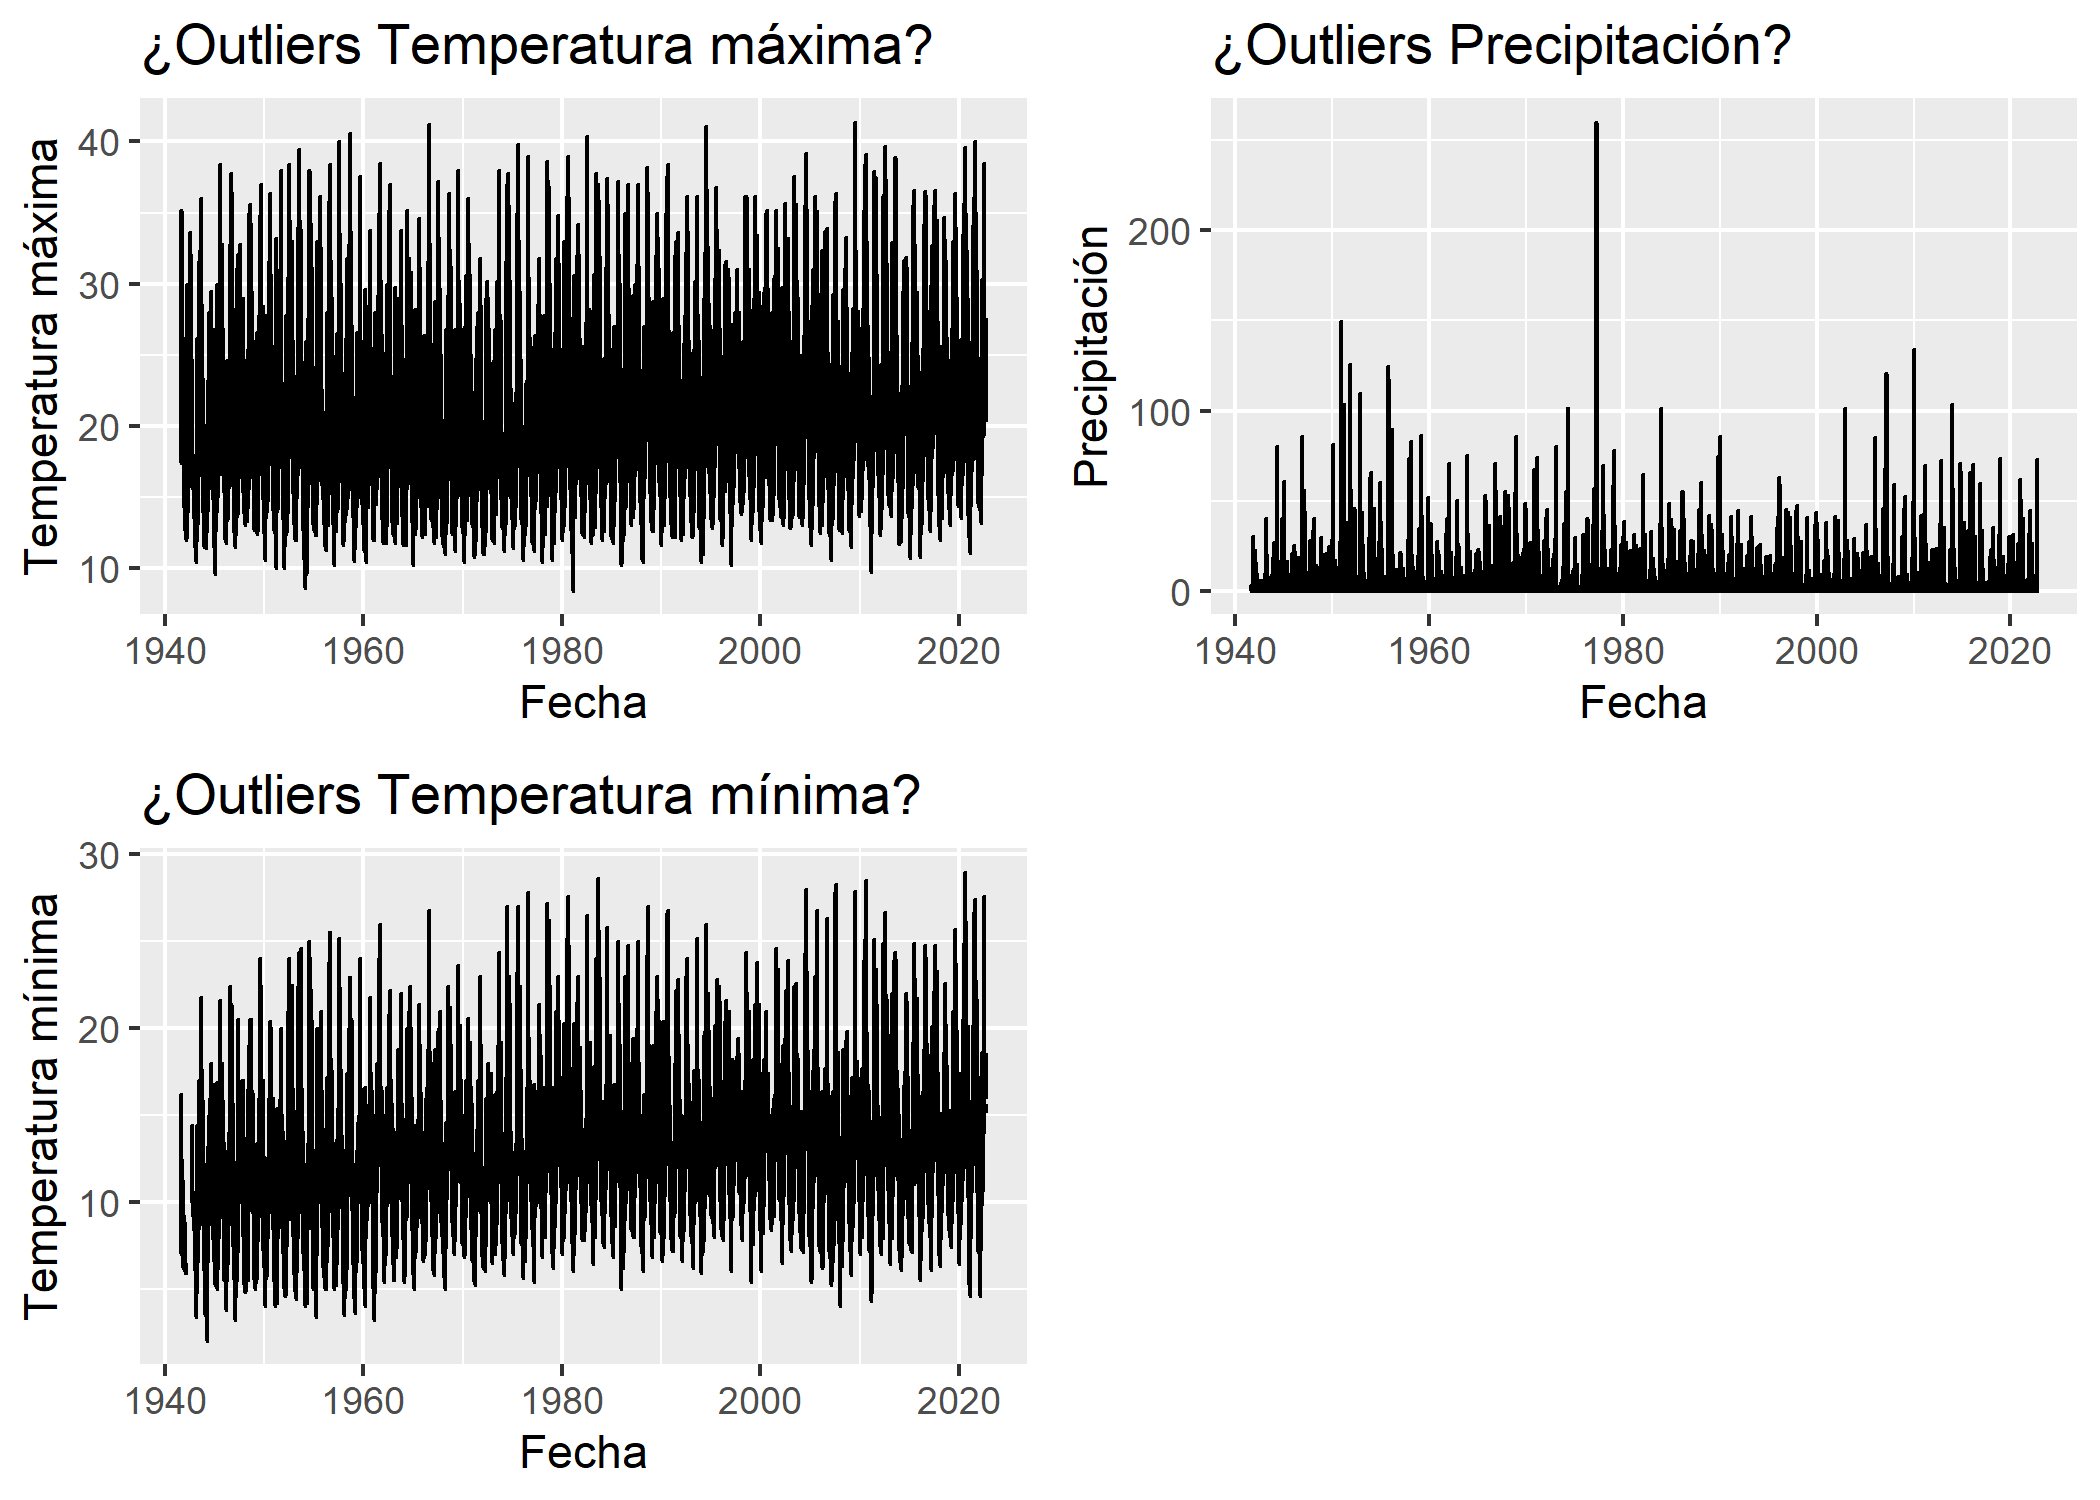 ¿Outliers Temperatura máxima?
Temperatura máxima
40
30
20
10
1940 1960 1980 2000 2020
Fecha
¿Outliers Precipitación?
Precipitación
200
100
0
1940 1960 1980 2000 2020
Fecha
¿Outliers Temperatura mínima?
Temperatura mínima
30
20
10
1940 1960 1980 2000 2020
Fecha